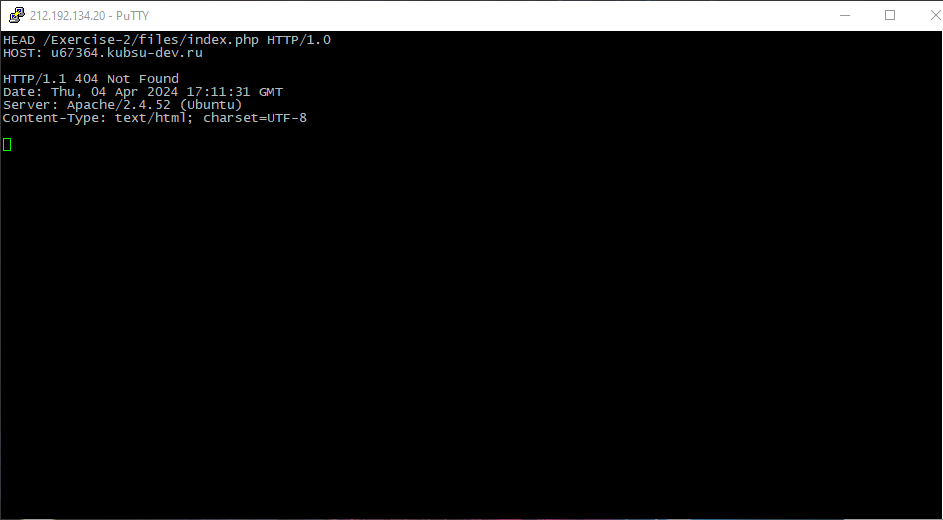 212.192.134.20 - PuTTY
HEAD /Exercise-2/files/index.php HTTP/1.0
HOST: u67364.kubsu-dev.ru
HTTP/1.1 404 Not Found
Date: Thu, 04 Apr 2024 17:11:31 GMT
Server: Apache/2.4.52 (Ubuntu)
Content-Type: text/html; charset=UTF-8